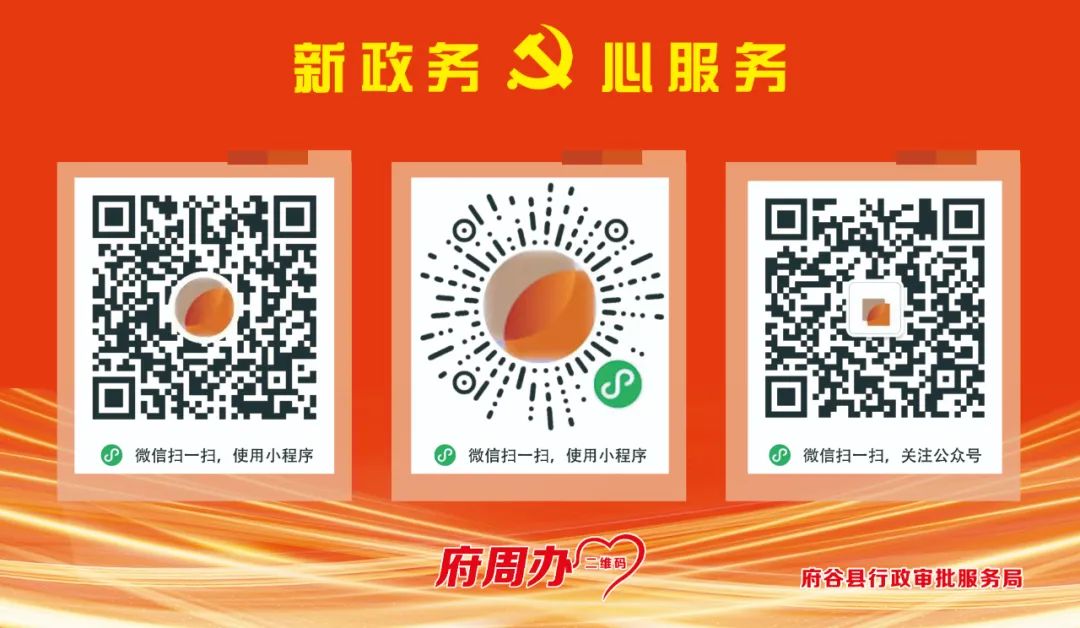 新政务 心服务
微信扫一扫，使用小程序
微信扫一扫，使用小程序
微信扫一扫，关注公众号
府周办
二维码
府谷县行政审批服务局